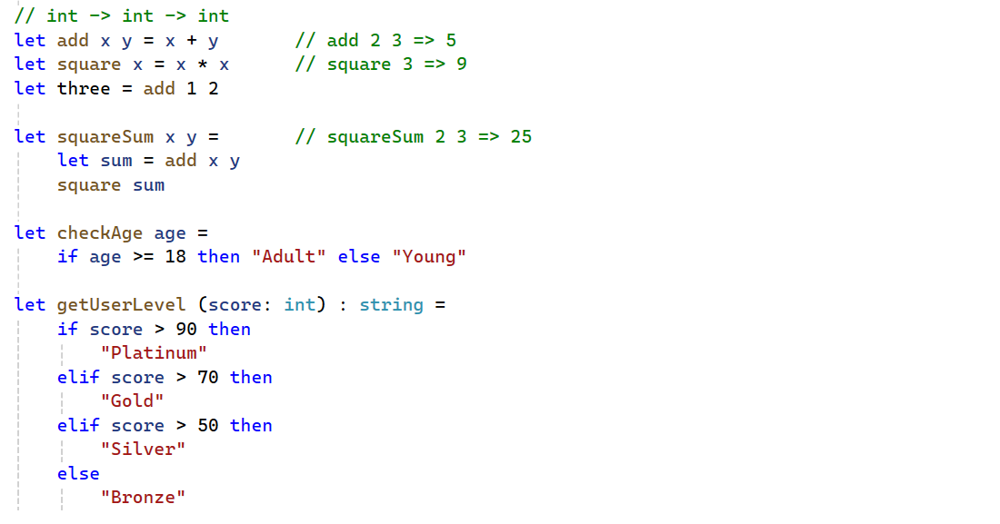 // int -> int -> int
let add x y = x + y       // add 2 3 => 5
let square x = x * x      // square 3 => 9
let three = add 1 2

let squareSum x y =       // squareSum 2 3 => 25
    let sum = add x y
    square sum

let checkAge age =
    if age >= 18 then "Adult" else "Young"

let getUserLevel (score: int) : string =
    if score > 90 then
        "Platinum"
    elif score > 70 then
        "Gold"
    elif score > 50 then
        "Silver"
    else
        "Bronze"